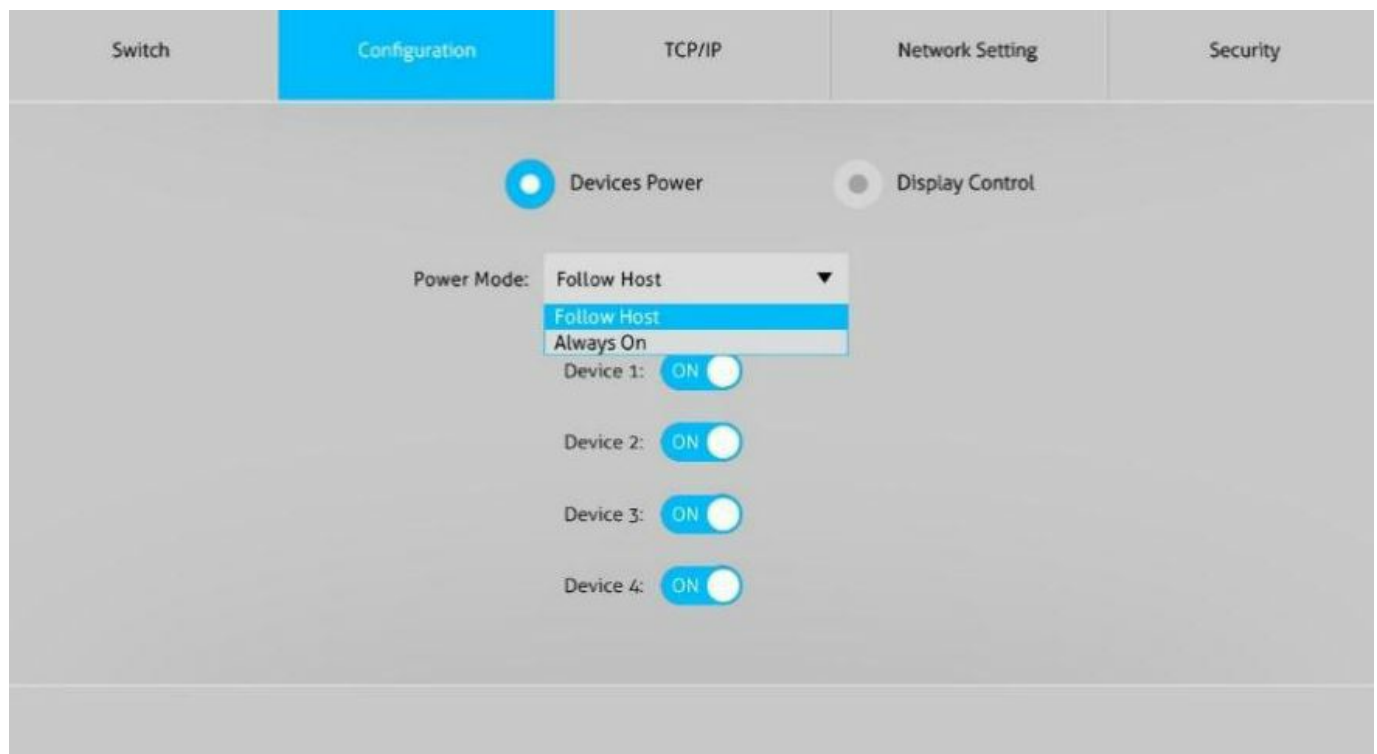 Switch Configuration TCP/IP Network Setting Security
Devices Power Display Control
Power Mode: Follow Host
Follow Host
Always On
Device 1: ON
Device 2: ON
Device 3: ON
Device 4: ON